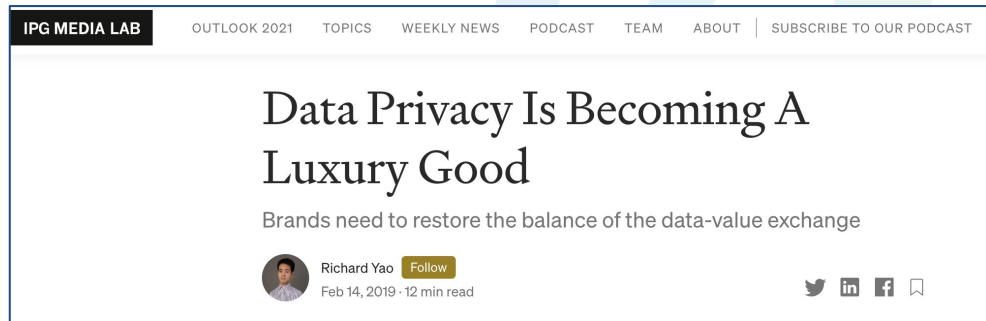 IPG MEDIA LAB OUTLOOK 2021 TOPICS WEEKLY NEWS PODCAST TEAM ABOUT SUBSCRIBE TO OUR PODCAST
Data Privacy Is Becoming A
Luxury Good
Brands need to restore the balance of the data-value exchange
Richard Yao Follow
Feb 14, 2019 · 12 min read